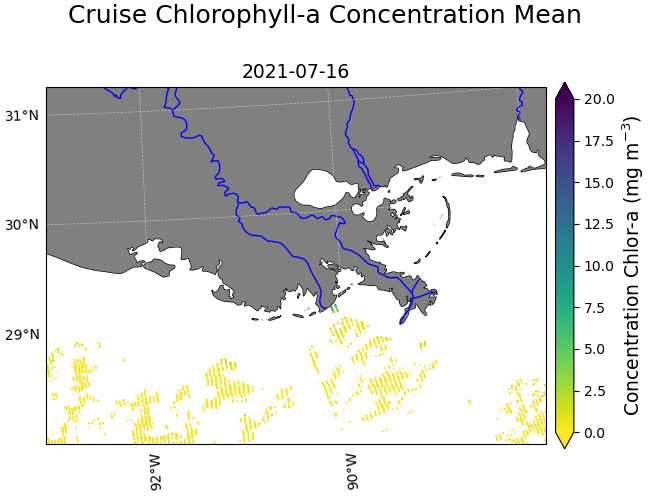 Cruise Chlorophyll-a Concentration Mean
2021-07-16
31°N
30°N
29°N
92°W
90°W
20.0
17.5
15.0
12.5
10.0
7.5
5.0
2.5
0.0
Concentration Chlor-a (mg m⁻³)